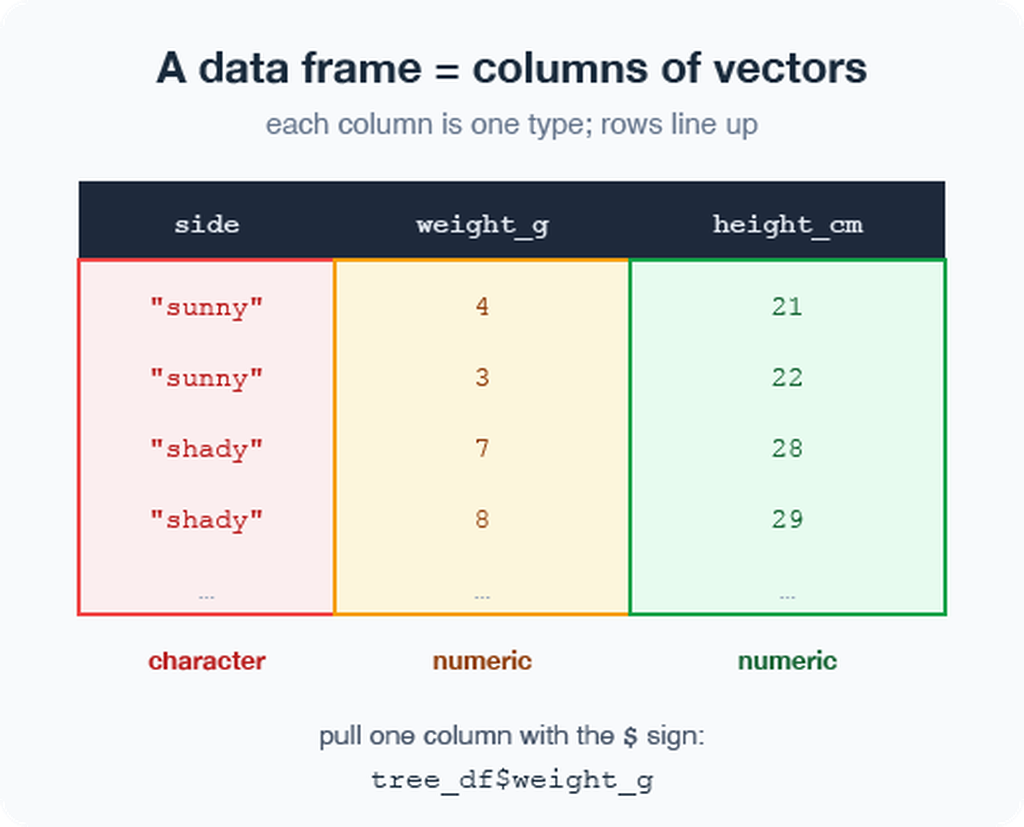 A data frame = columns of vectors
each column is one type; rows line up
side weight_g height_cm
"sunny" 4 21
"sunny" 3 22
"shady" 7 28
"shady" 8 29
... ... ...
character numeric numeric
pull one column with the $ sign:
tree_df$weight_g